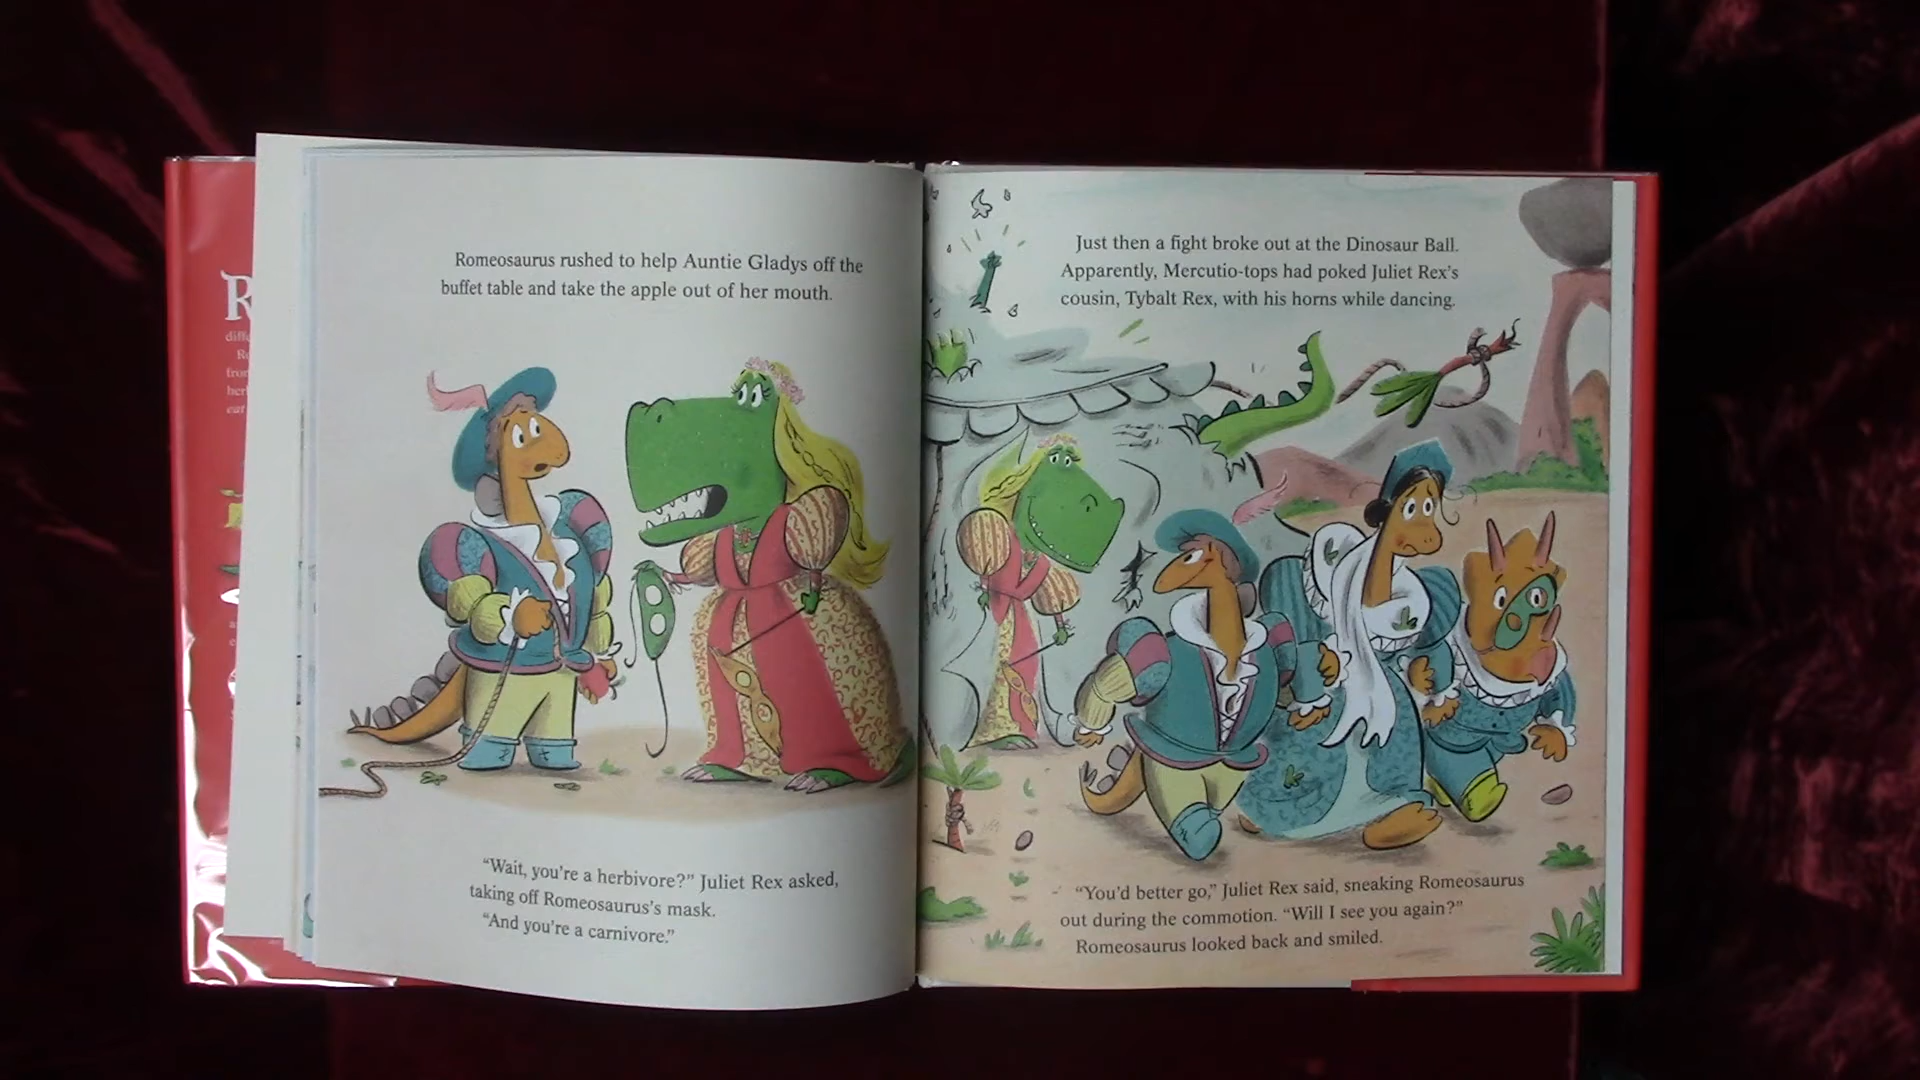 R
Romeosaurus rushed to help Auntie Gladys off the
buffet table and take the apple out of her mouth.
“Wait, you’re a herbivore?” Juliet Rex asked,
taking off Romeosaurus’s mask.
“And you’re a carnivore.”
Just then a fight broke out at the Dinosaur Ball.
Apparently, Mercutio-tops had poked Juliet Rex’s
cousin, Tybalt Rex, with his horns while dancing.
“You’d better go,” Juliet Rex said, sneaking Romeosaurus
out during the commotion. “Will I see you again?”
Romeosaurus looked back and smiled.